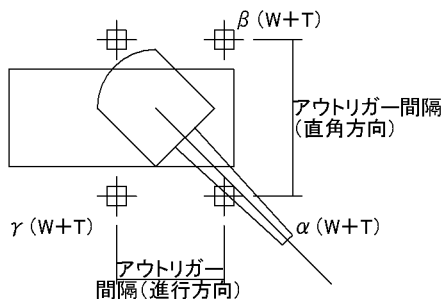 β(W+T)
アウトリガー間隔
(直角方向)
γ(W+T)
α(W+T)
アウトリガー
間隔(進行方向)